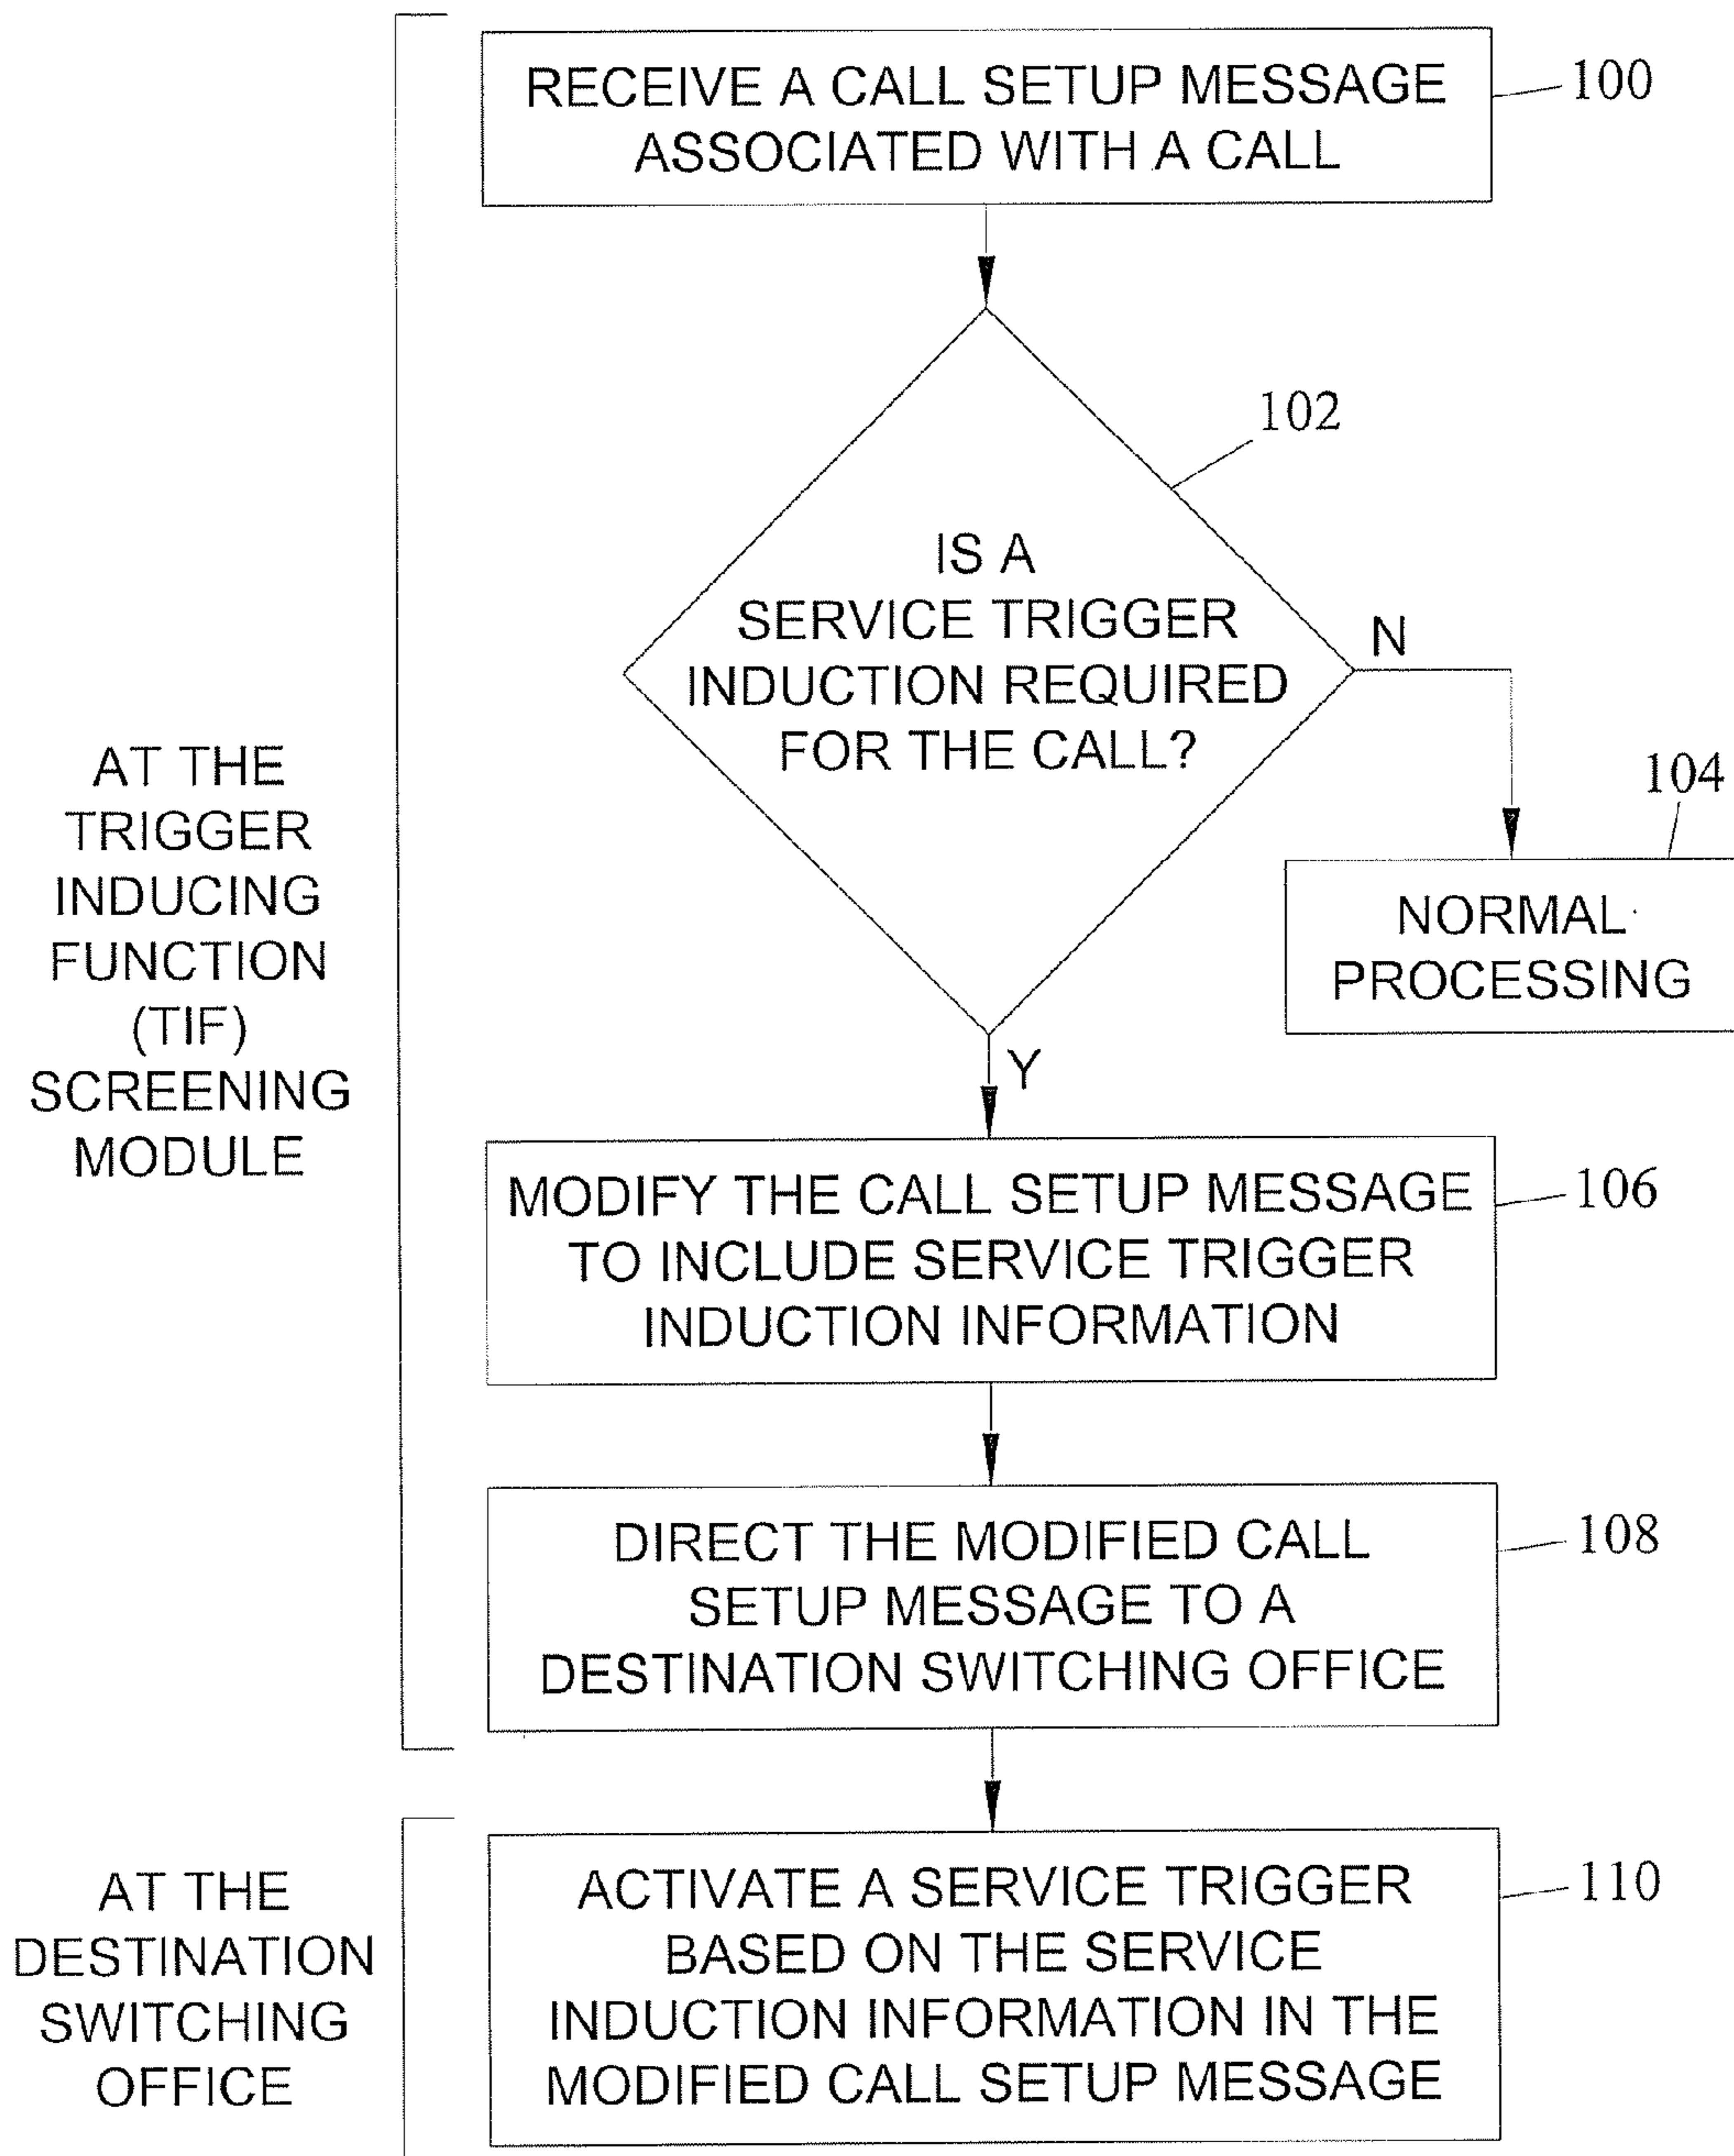 RECEIVE A CALL SETUP MESSAGE
ASSOCIATED WITH A CALL
100
102
IS A
SERVICE TRIGGER
INDUCTION REQUIRED
FOR THE CALL?
N
104
NORMAL
PROCESSING
Y
AT THE
TRIGGER
INDUCING
FUNCTION
(TIF)
SCREENING
MODULE
MODIFY THE CALL SETUP MESSAGE
TO INCLUDE SERVICE TRIGGER
INDUCTION INFORMATION
106
DIRECT THE MODIFIED CALL
SETUP MESSAGE TO A
DESTINATION SWITCHING OFFICE
108
AT THE
DESTINATION
SWITCHING
OFFICE
ACTIVATE A SERVICE TRIGGER
BASED ON THE SERVICE
INDUCTION INFORMATION IN THE
MODIFIED CALL SETUP MESSAGE
110